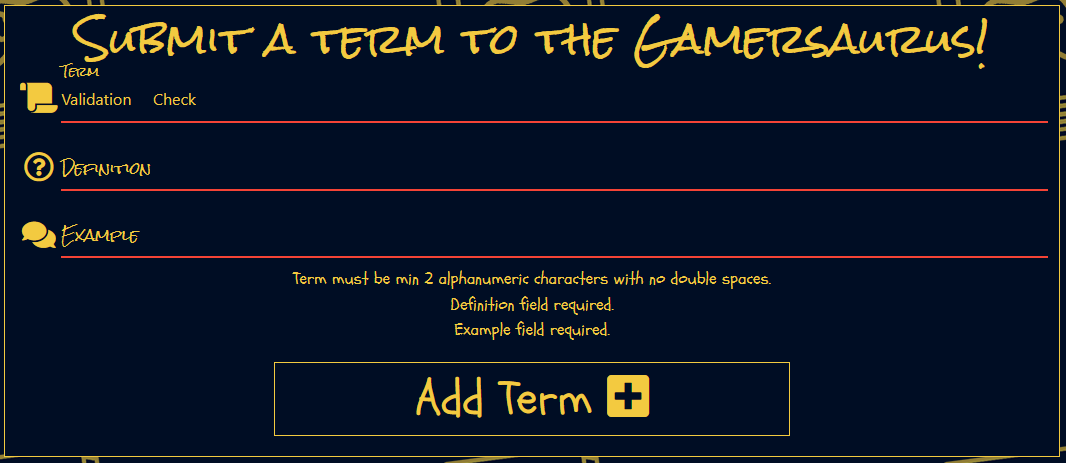 Submit a term to the Gamersaurus!
Term
Validation     Check
Definition
Example
Term must be min 2 alphanumeric characters with no double spaces.
Definition field required.
Example field required.
Add Term